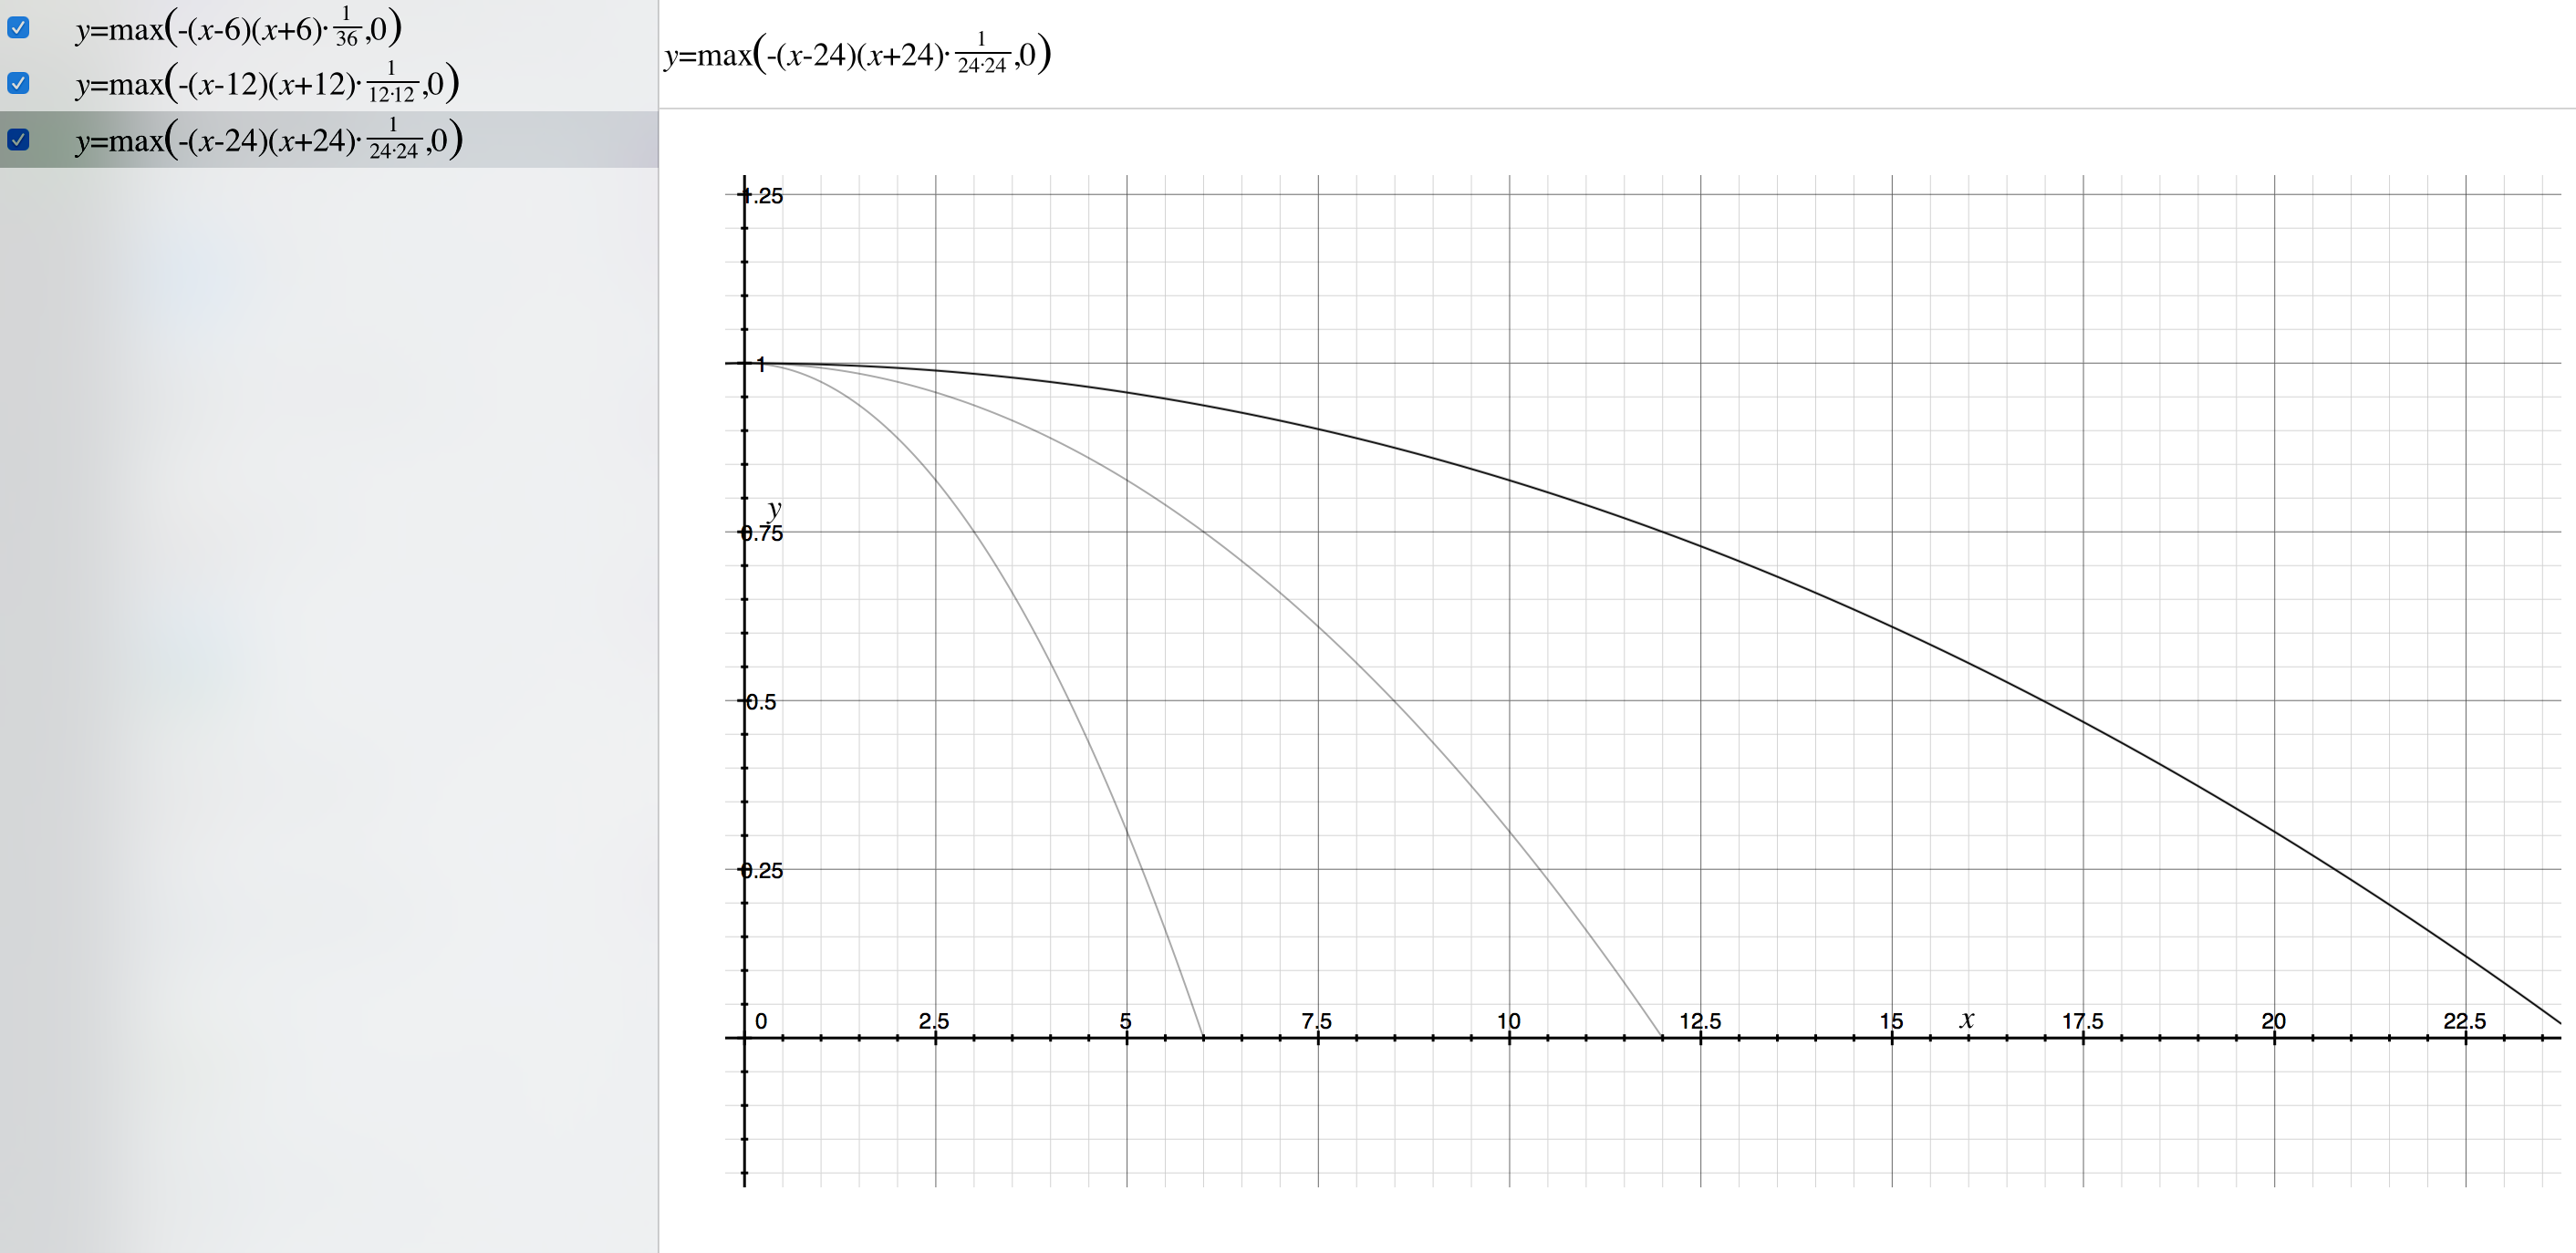 y=max(-(x-6)(x+6)·1/36,0)
y=max(-(x-12)(x+12)·1/12·12,0)
y=max(-(x-24)(x+24)·1/24·24,0)
y=max(-(x-24)(x+24)·1/24·24,0)
1.25
1
y
0.75
0.5
0.25
0 2.5 5 7.5 10 12.5 15 x 17.5 20 22.5